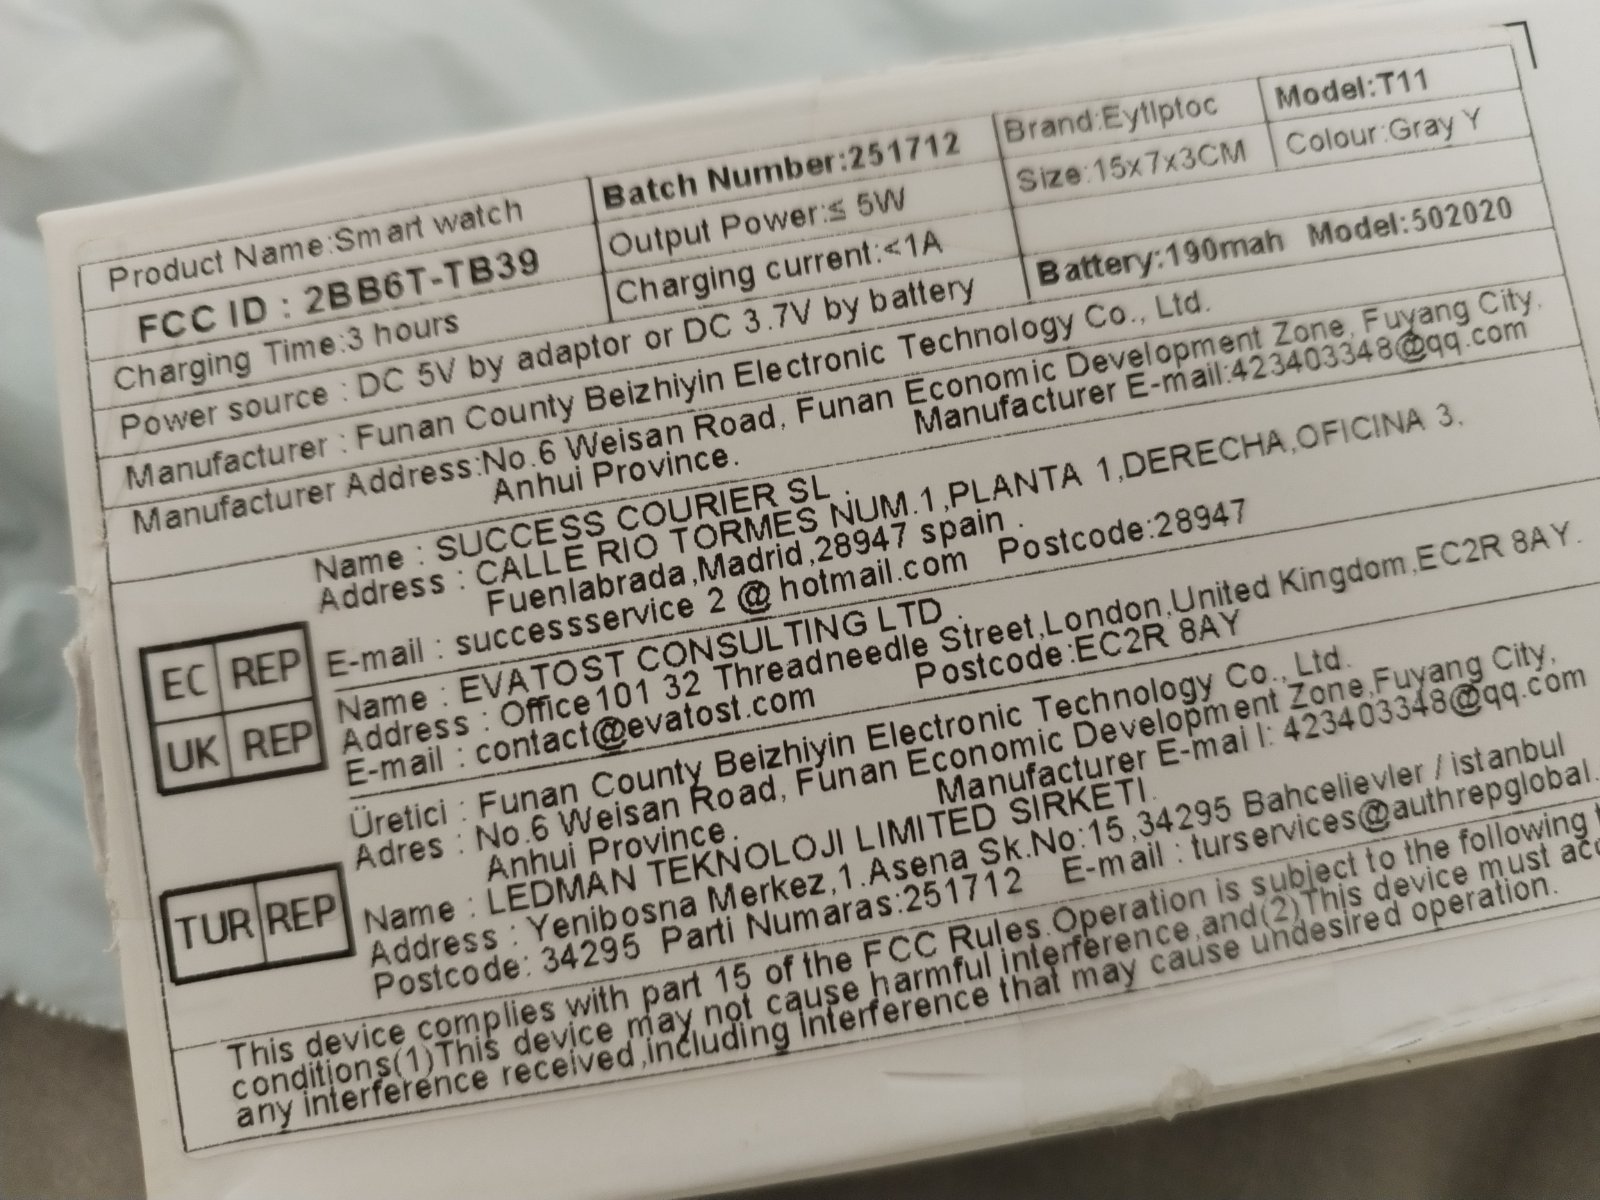 Product Name:Smart watch
Batch Number:251712
Brand:Eytlptoc
Model:T11
FCC ID : 2BB6T-TB39
Output Power:≤ 5W
Size:15x7x3CM
Colour:Gray Y
Charging Time:3 hours
Charging current:<1A
Power source : DC 5V by adaptor or DC 3.7V by battery
Battery:190mah Model:502020
Manufacturer : Funan County Beizhiyin Electronic Technology Co., Ltd.
Manufacturer Address:No.6 Weisan Road, Funan Economic Development Zone, Fuyang City,
Anhui Province. Manufacturer E-mail:423403348@qq.com
EC REP
Name : SUCCESS COURIER SL .
Address : CALLE RIO TORMES NUM.1,PLANTA 1,DERECHA,OFICINA 3,
Fuenlabrada,Madrid,28947 spain .
E-mail : successservice 2 @ hotmail.com Postcode:28947
UK REP
Name : EVATOST CONSULTING LTD .
Address : Office101 32 Threadneedle Street,London,United Kingdom,EC2R 8AY.
E-mail : contact@evatost.com Postcode:EC2R 8AY
Üretici : Funan County Beizhiyin Electronic Technology Co., Ltd.
Adres : No.6 Weisan Road, Funan Economic Development Zone,Fuyang City,
Anhui Province. Manufacturer E-mai l: 423403348@qq.com
TUR REP
Name : LEDMAN TEKNOLOJI LIMITED SIRKETI.
Address : Yenibosna Merkez,1.Asena Sk.No:15,34295 Bahcelievler / istanbul
Postcode: 34295 Parti Numaras:251712 E-mail : turservices@authrepglobal.
This device complies with part 15 of the FCC Rules.Operation is subject to the following
conditions(1)This device may not cause harmful interference,and(2)This device must
any interference received,including interference that may cause undesired operation.